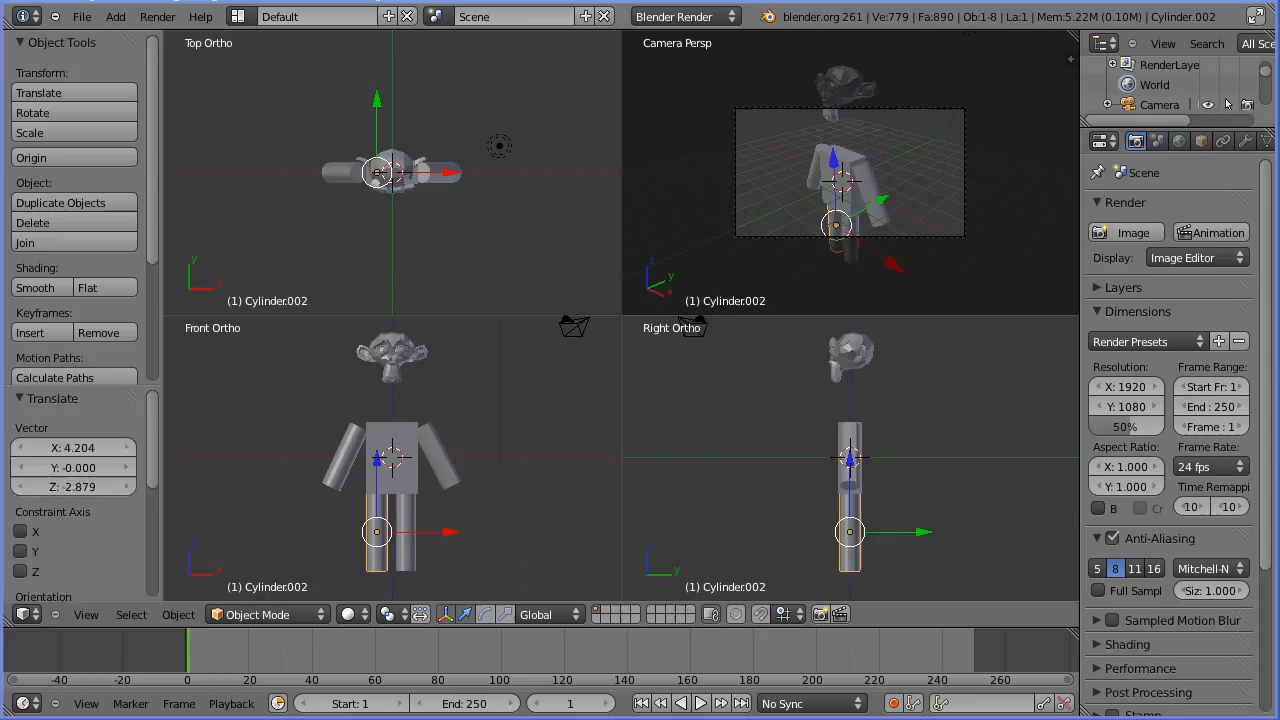 File Add Render Help Default Scene Blender Render blender.org 261 | Ve:779 | Fa:890 | Ob:1-8 | La:1 | Mem:5.22M (0.10M) | Cylinder.002
Object Tools
Transform:
Translate
Rotate
Scale
Origin
Object:
Duplicate Objects
Delete
Join
Shading:
Smooth Flat
Keyframes:
Insert Remove
Motion Paths:
Calculate Paths
Translate
Vector
X: 4.204
Y: -0.000
Z: -2.879
Constraint Axis
X
Y
Z
Orientation
Top Ortho
y
x
(1) Cylinder.002
Camera Persp
z
y
x
(1) Cylinder.002
Front Ortho
z
x
(1) Cylinder.002
Right Ortho
z
y
(1) Cylinder.002
View Search All Sce
RenderLaye
World
Camera
Scene
Render
Image Animation
Display: Image Editor
Layers
Dimensions
Render Presets
Resolution: Frame Range:
X: 1920 Start Fr: 1
Y: 1080 End : 250
50% Frame : 1
Aspect Ratio: Frame Rate:
X: 1.000 24 fps
Y: 1.000 Time Remappi
B Cr 10 10
Anti-Aliasing
5 8 11 16 Mitchell-N
Full Sampl Siz: 1.000
Sampled Motion Blur
Shading
Performance
Post Processing
Stamp
View Select Object Object Mode Global
-40 -20 0 20 40 60 80 100 120 140 160 180 200 220 240 260
View Marker Frame Playback Start: 1 End: 250 1 No Sync